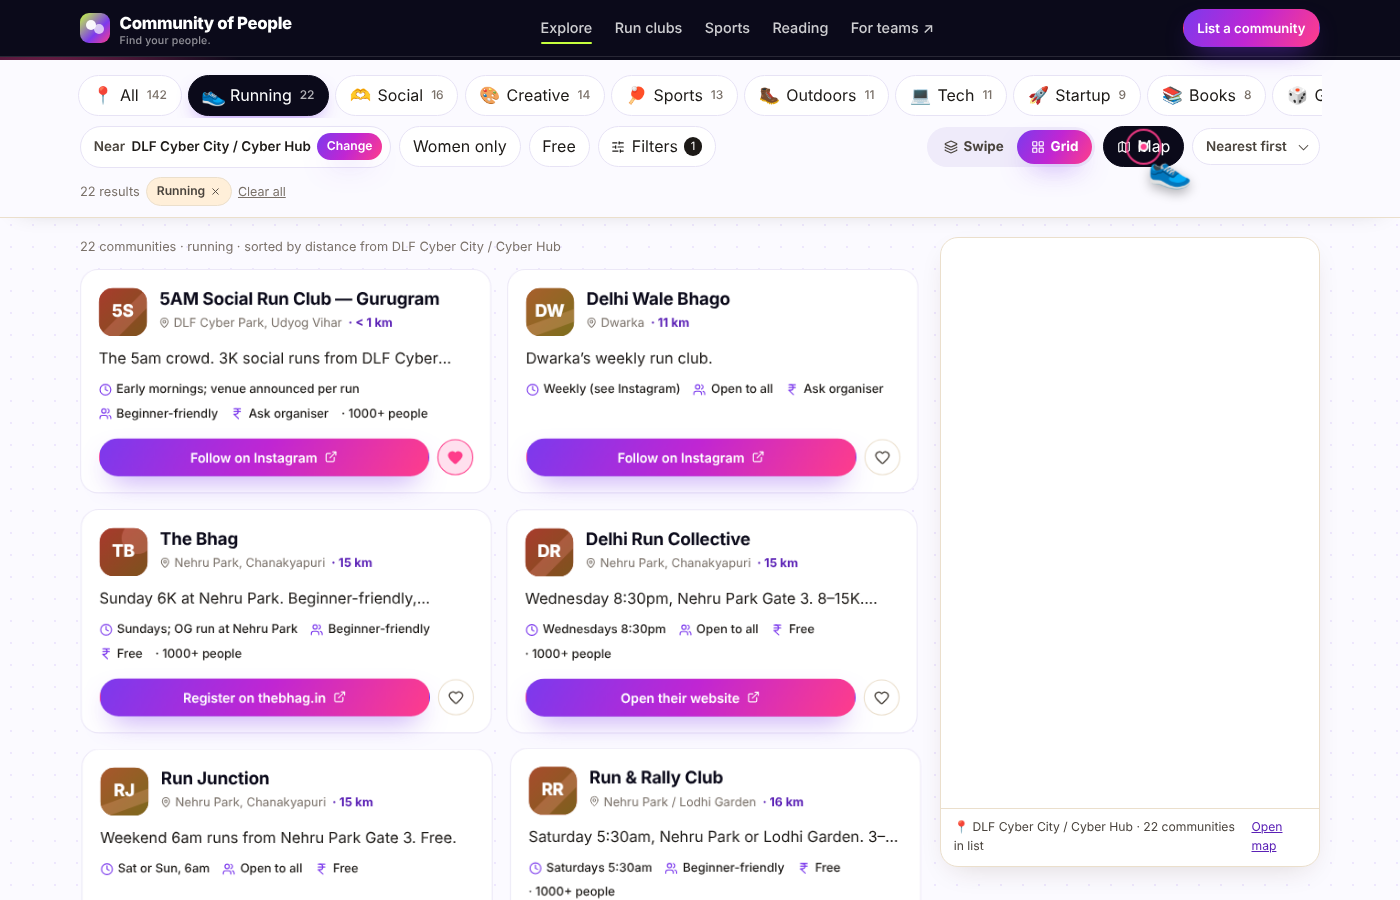 Community of People
Find your people.
Explore Run clubs Sports Reading For teams ↗
List a community
All 142 Running 22 Social 16 Creative 14 Sports 13 Outdoors 11 Tech 11 Startup 9 Books 8
Near DLF Cyber City / Cyber Hub Change Women only Free Filters 1 Swipe Grid Map Nearest first
22 results Running × Clear all
22 communities · running · sorted by distance from DLF Cyber City / Cyber Hub
5S
5AM Social Run Club — Gurugram
DLF Cyber Park, Udyog Vihar · < 1 km
The 5am crowd. 3K social runs from DLF Cyber…
Early mornings; venue announced per run
Beginner-friendly ₹ Ask organiser · 1000+ people
Follow on Instagram
DW
Delhi Wale Bhago
Dwarka · 11 km
Dwarka’s weekly run club.
Weekly (see Instagram) Open to all ₹ Ask organiser
Follow on Instagram
TB
The Bhag
Nehru Park, Chanakyapuri · 15 km
Sunday 6K at Nehru Park. Beginner-friendly,…
Sundays; OG run at Nehru Park Beginner-friendly
₹ Free · 1000+ people
Register on thebhag.in
DR
Delhi Run Collective
Nehru Park, Chanakyapuri · 15 km
Wednesday 8:30pm, Nehru Park Gate 3. 8–15K.…
Wednesdays 8:30pm Open to all ₹ Free
· 1000+ people
Open their website
RJ
Run Junction
Nehru Park, Chanakyapuri · 15 km
Weekend 6am runs from Nehru Park Gate 3. Free.
Sat or Sun, 6am Open to all ₹ Free
RR
Run & Rally Club
Nehru Park / Lodhi Garden · 16 km
Saturday 5:30am, Nehru Park or Lodhi Garden. 3–…
Saturdays 5:30am Beginner-friendly ₹ Free
· 1000+ people
DLF Cyber City / Cyber Hub · 22 communities
in list
Open
map